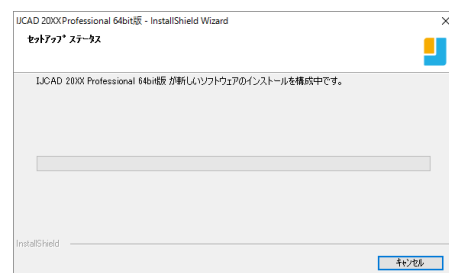 IJCAD 20XX Professional 64bit版 - InstallShield Wizard
セットアップ ステータス
IJCAD 20XX Professional 64bit版 が新しいソフトウェアのインストールを構成中です。
InstallShield
キャンセル